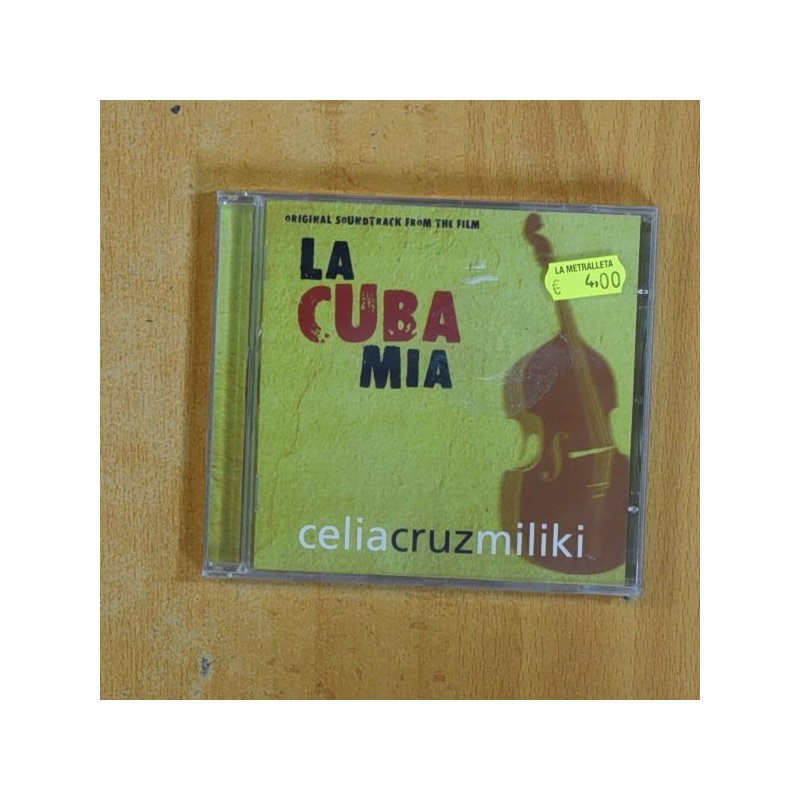 ORIGINAL SOUNDTRACK FROM THE FILM
LA
CUBA
MIA
LA METRALLETA
€ 4,00
celiacruzmiliki